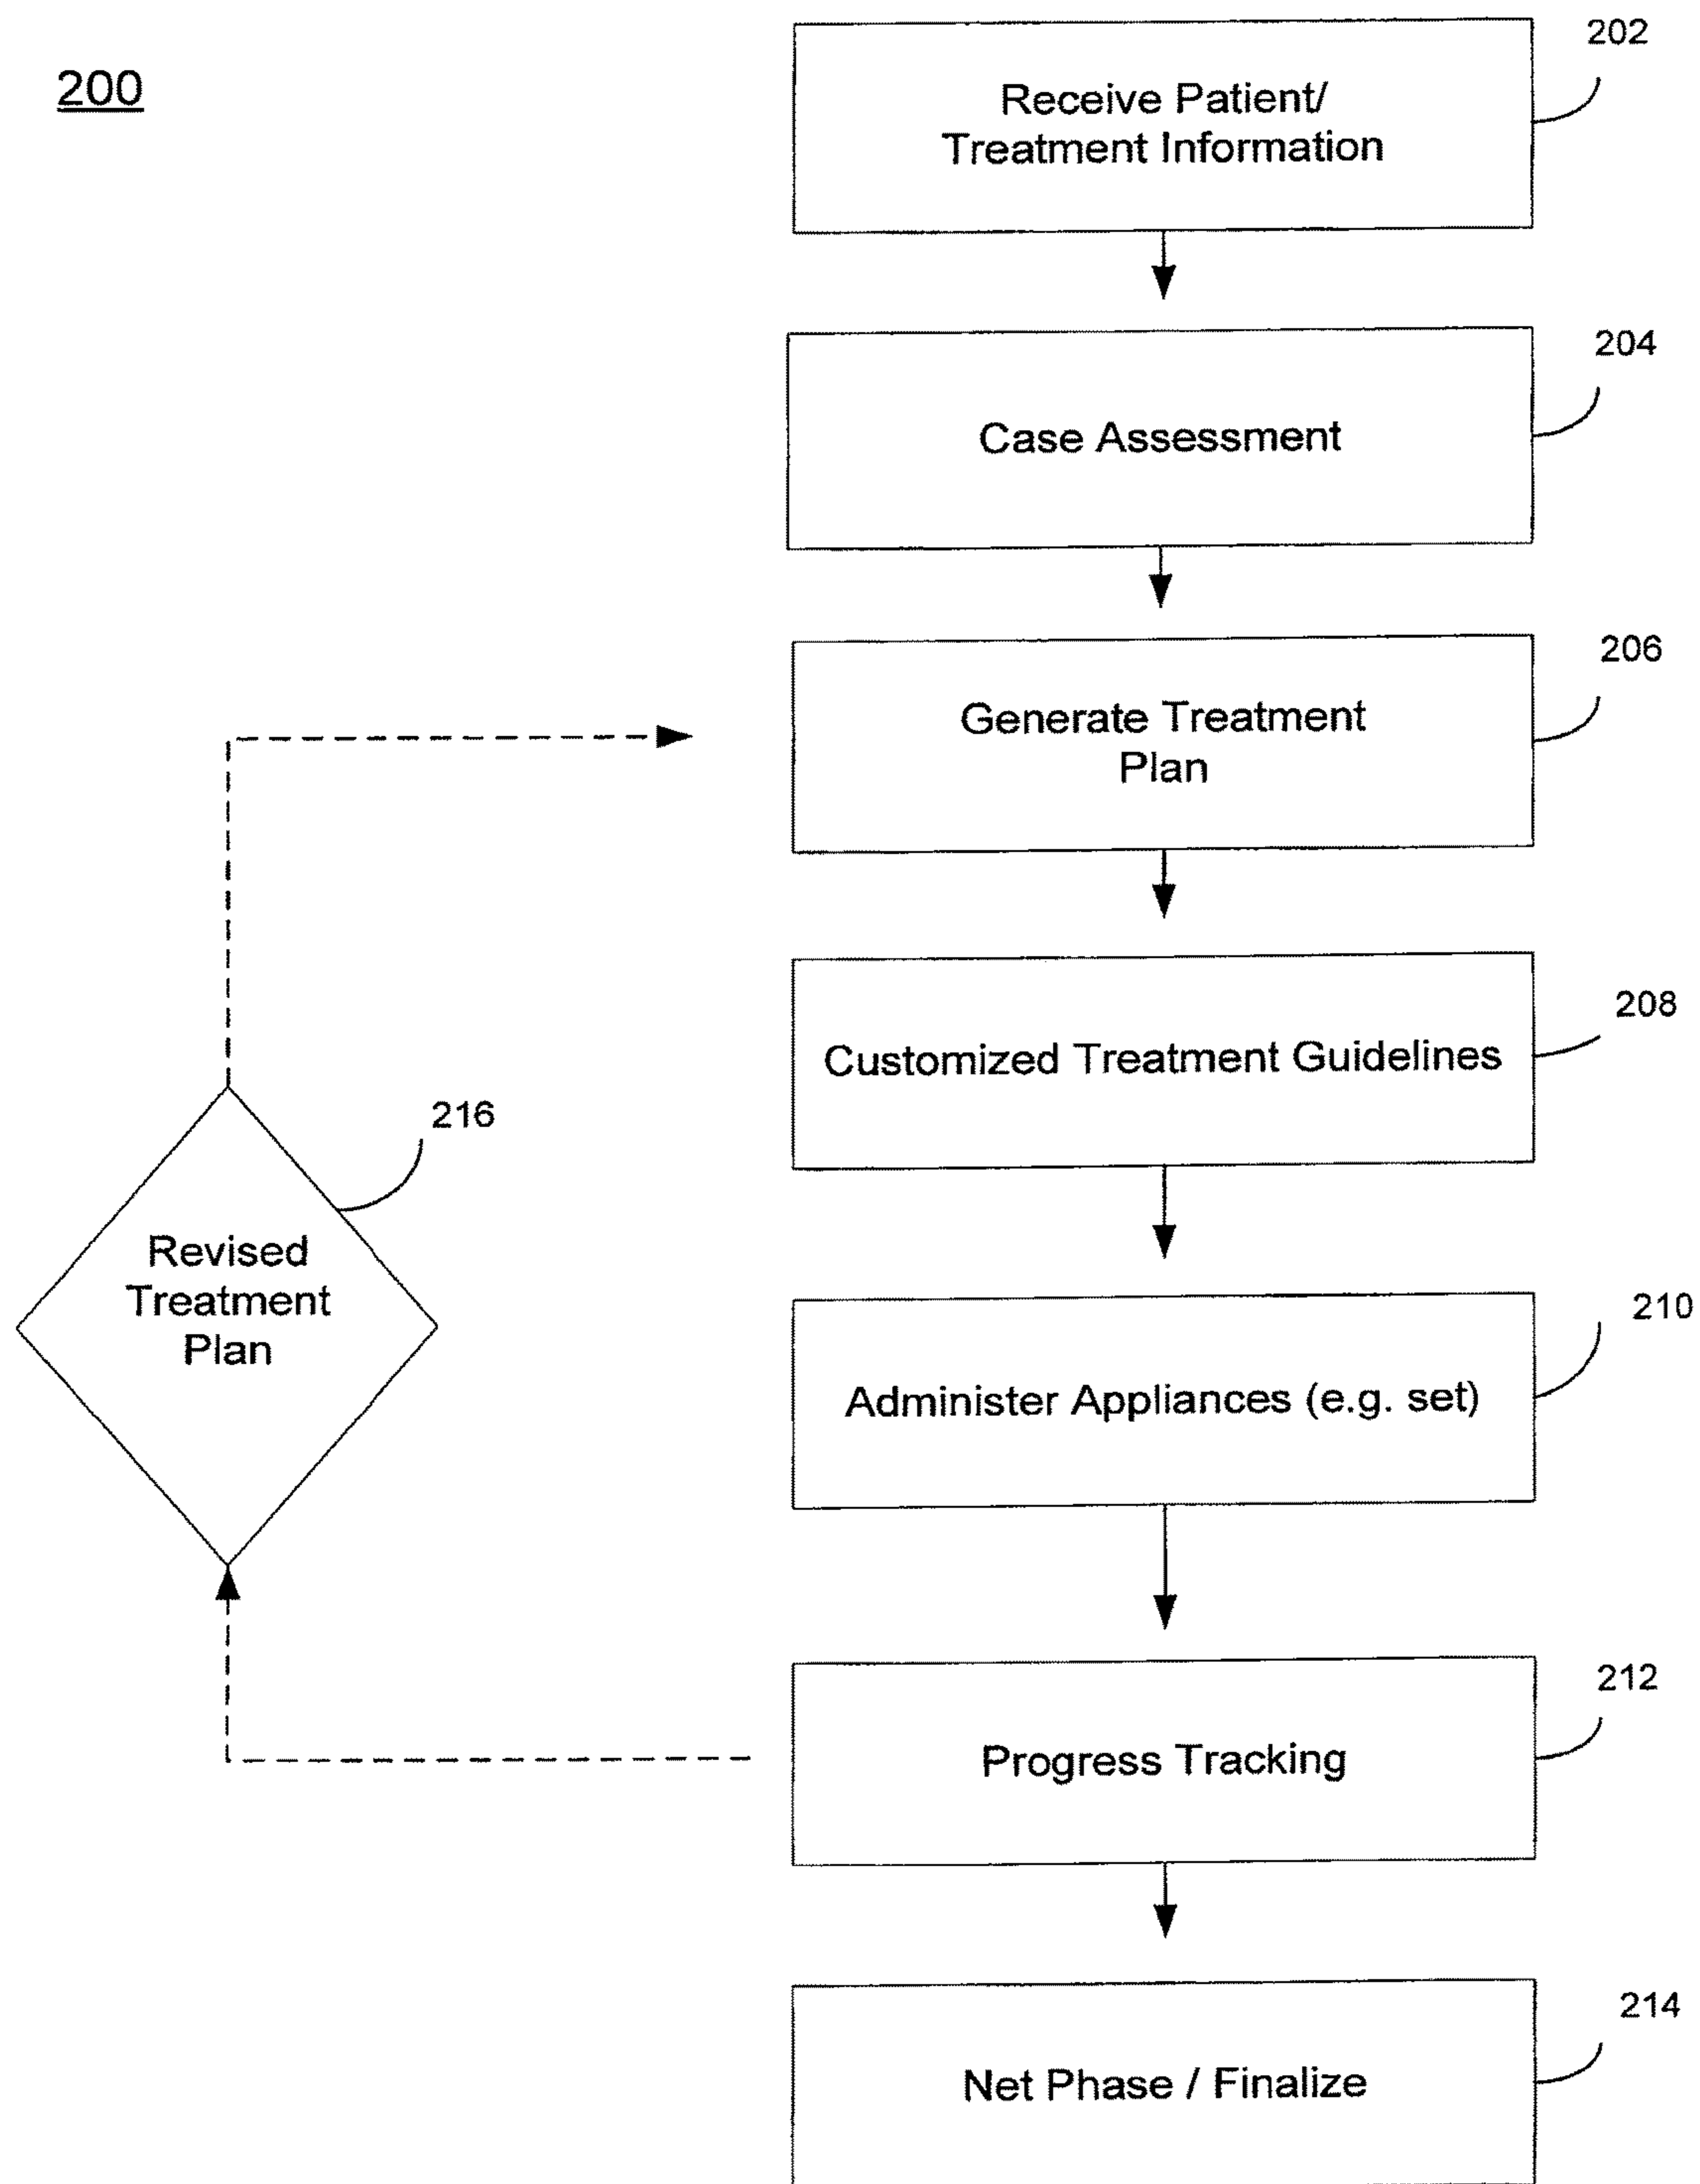 200
202
Receive Patient/
Treatment Information
204
Case Assessment
206
Generate Treatment
Plan
208
Customized Treatment Guidelines
216
Revised
Treatment
Plan
210
Administer Appliances (e.g. set)
212
Progress Tracking
214
Net Phase / Finalize